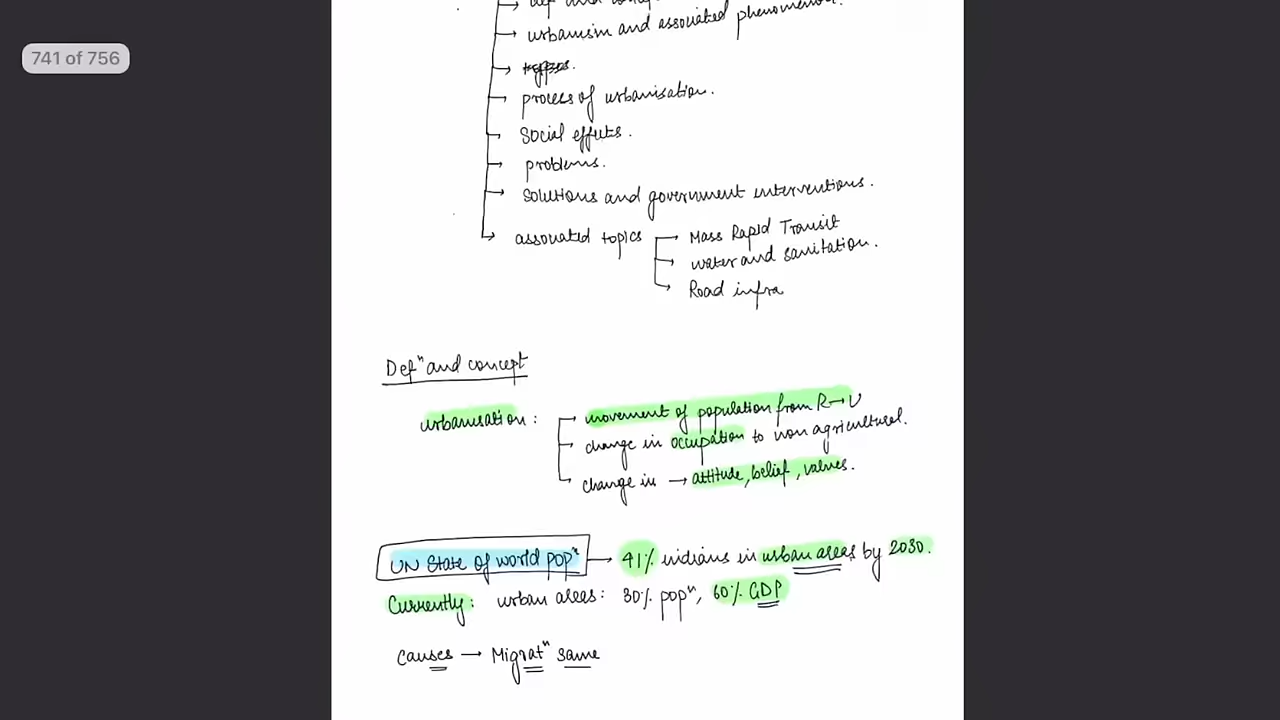 741 of 756
→ Defⁿ and concept
→ urbanism and associated phenomenon.
→ process of urbanisation.
→ Social effects.
→ problems.
→ solutions and government interventions.
→ associated topics → Mass Rapid Transit
→ water and sanitation.
→ Road infra
Defⁿ and concept
urbanisation : → movement of population from R→U
→ change in occupation to non agricultural.
→ change in → attitude, belief, values.
UN State of world popⁿ → 41% indians in urban areas by 2030.
Currently: urban areas: 30% popⁿ, 60% GDP
causes → Migratⁿ same